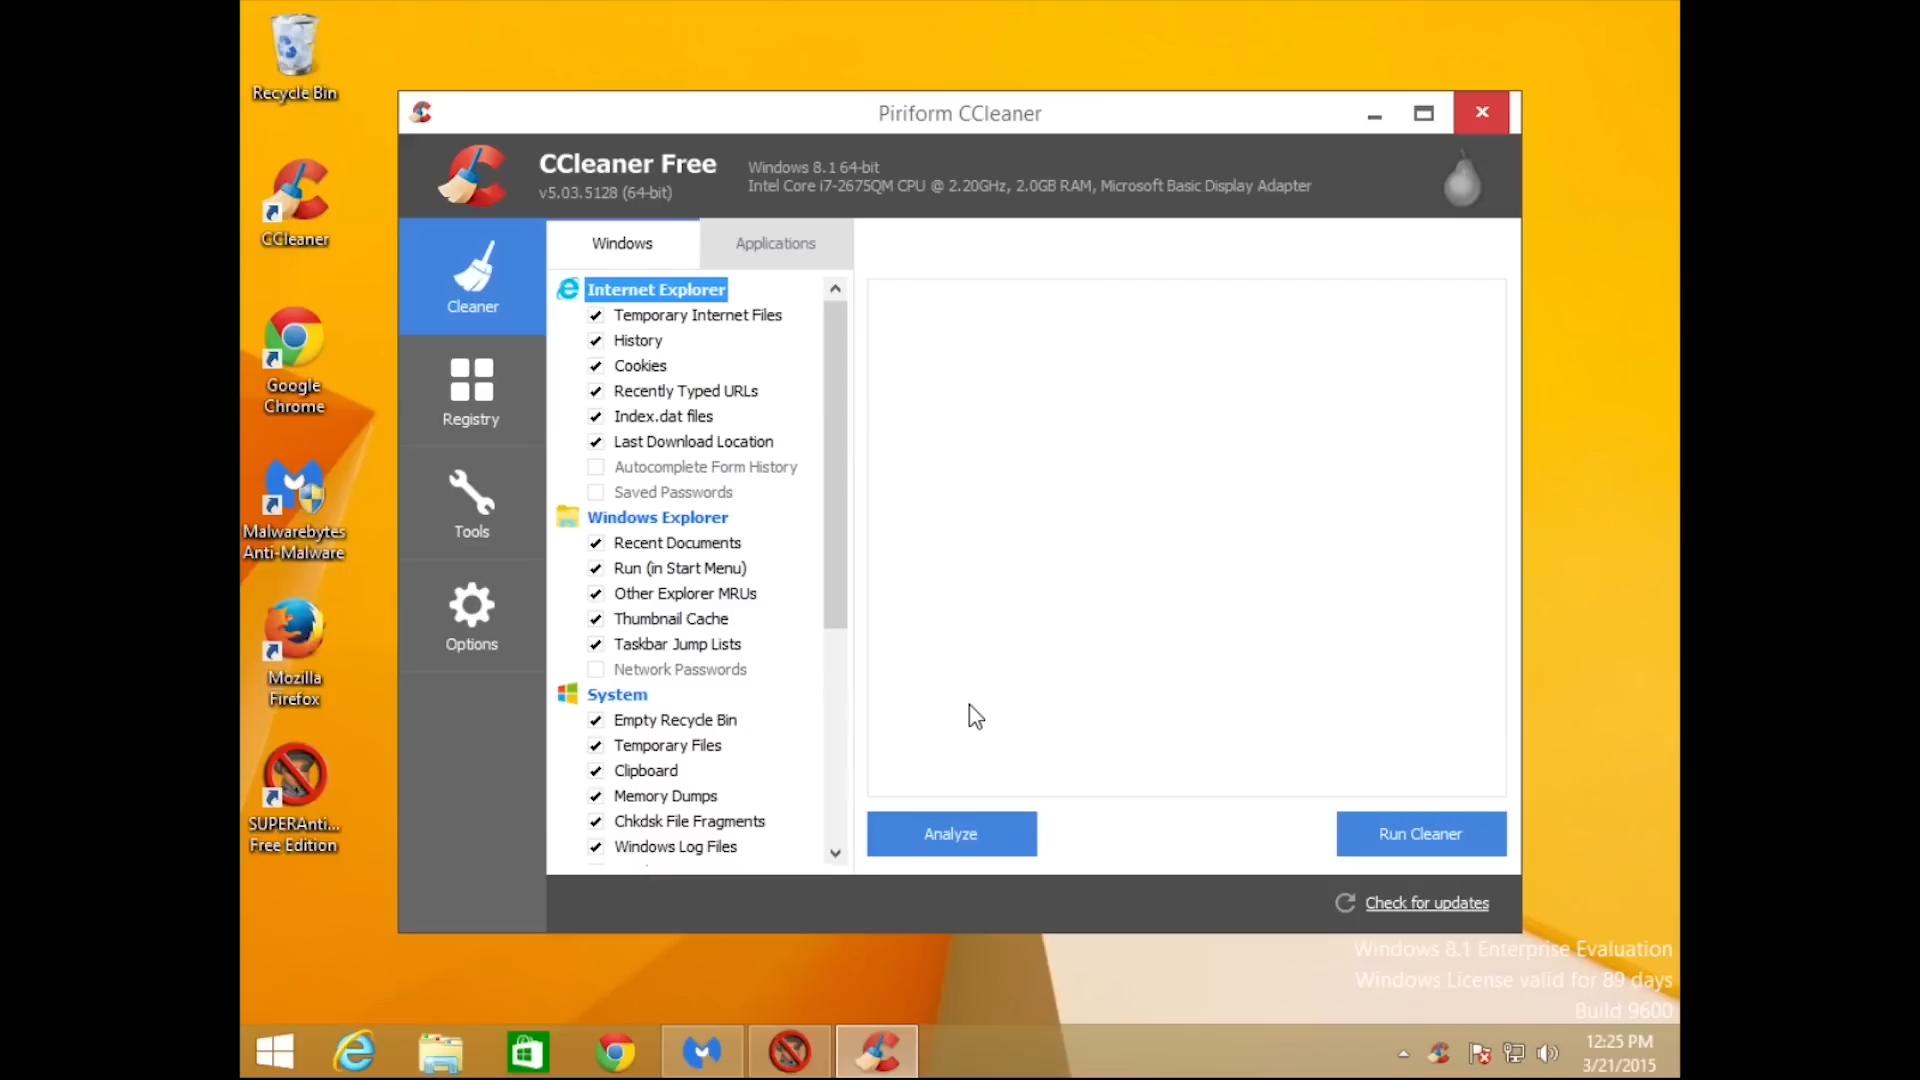 Recycle Bin
CCleaner
Google
Chrome
Malwarebytes
Anti-Malware
Mozilla
Firefox
SUPERAnti...
Free Edition
Piriform CCleaner
CCleaner Free
v5.03.5128 (64-bit)
Windows 8.1 64-bit
Intel Core i7-2675QM CPU @ 2.20GHz, 2.0GB RAM, Microsoft Basic Display Adapter
Cleaner
Registry
Tools
Options
Windows
Applications
Internet Explorer
Temporary Internet Files
History
Cookies
Recently Typed URLs
Index.dat files
Last Download Location
Autocomplete Form History
Saved Passwords
Windows Explorer
Recent Documents
Run (in Start Menu)
Other Explorer MRUs
Thumbnail Cache
Taskbar Jump Lists
Network Passwords
System
Empty Recycle Bin
Temporary Files
Clipboard
Memory Dumps
Chkdsk File Fragments
Windows Log Files
Analyze
Run Cleaner
Check for updates
Windows 8.1 Enterprise Evaluation
Windows License valid for 89 days
Build 9600
12:25 PM
3/21/2015